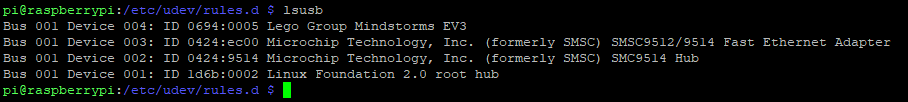 pi@raspberrypi:/etc/udev/rules.d $ lsusb
Bus 001 Device 004: ID 0694:0005 Lego Group Mindstorms EV3
Bus 001 Device 003: ID 0424:ec00 Microchip Technology, Inc. (formerly SMSC) SMSC9512/9514 Fast Ethernet Adapter
Bus 001 Device 002: ID 0424:9514 Microchip Technology, Inc. (formerly SMSC) SMC9514 Hub
Bus 001 Device 001: ID 1d6b:0002 Linux Foundation 2.0 root hub
pi@raspberrypi:/etc/udev/rules.d $